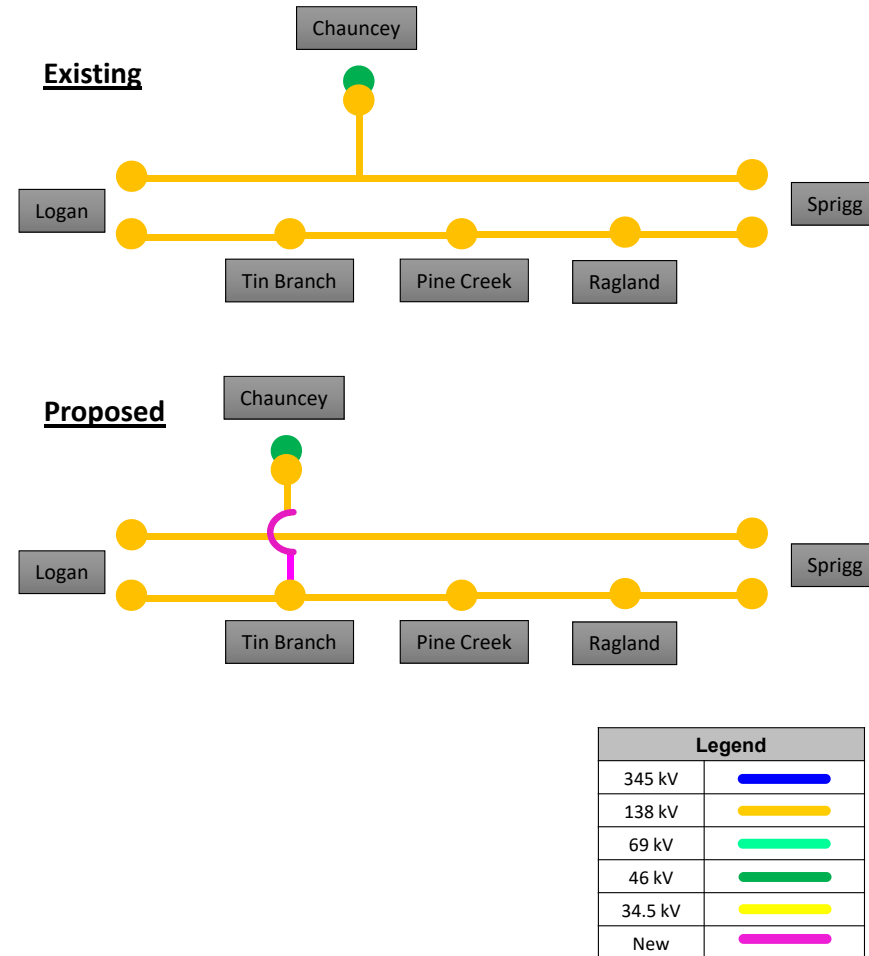 Chauncey
Existing
Logan
Sprigg
Tin Branch
Pine Creek
Ragland
Chauncey
Proposed
Logan
Sprigg
Tin Branch
Pine Creek
Ragland
Legend
345 kV
138 kV
69 kV
46 kV
34.5 kV
New